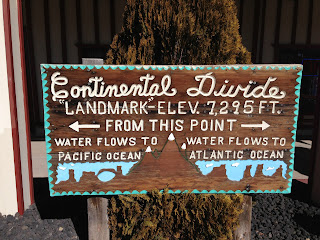 Continental Divide
"LANDMARK"-ELEV. 7,295 FT.
← FROM THIS POINT →
WATER FLOWS TO PACIFIC OCEAN
WATER FLOWS TO ATLANTIC OCEAN